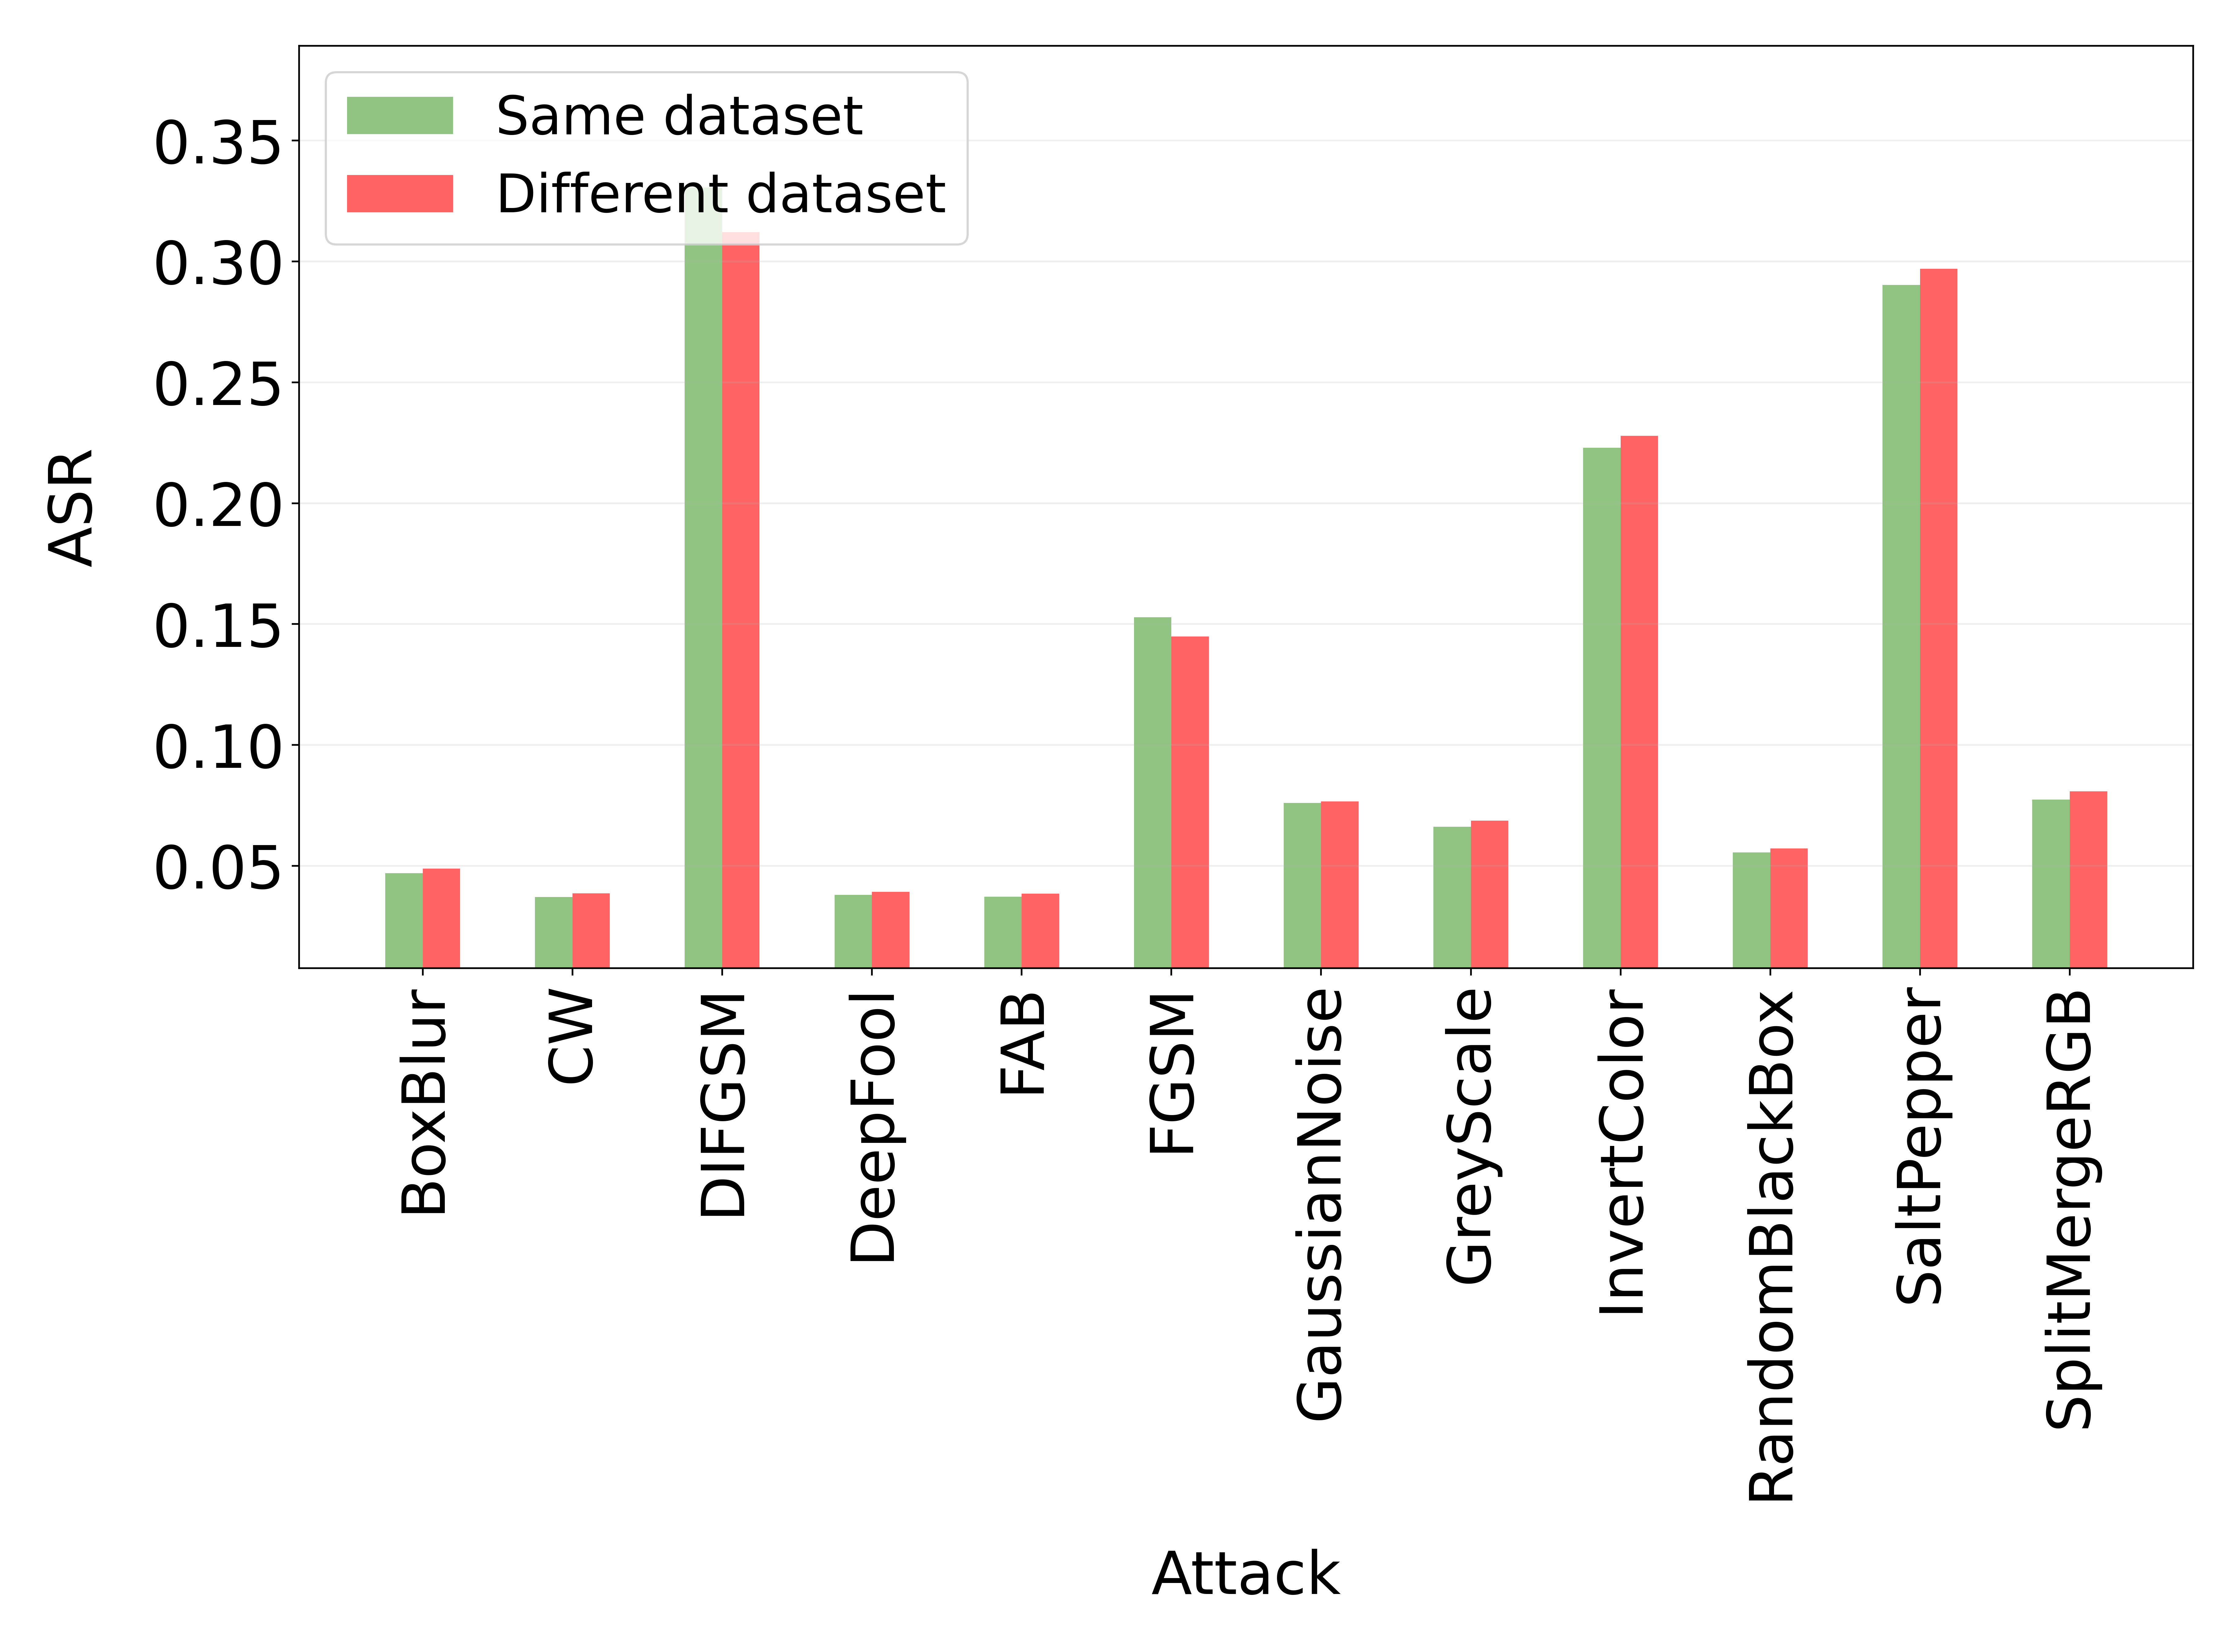 Same dataset
Different dataset
ASR
0.35
0.30
0.25
0.20
0.15
0.10
0.05
BoxBlur
CW
DIFGSM
DeepFool
FAB
FGSM
GaussianNoise
GreyScale
InvertColor
RandomBlackBox
SaltPepper
SplitMergeRGB
Attack